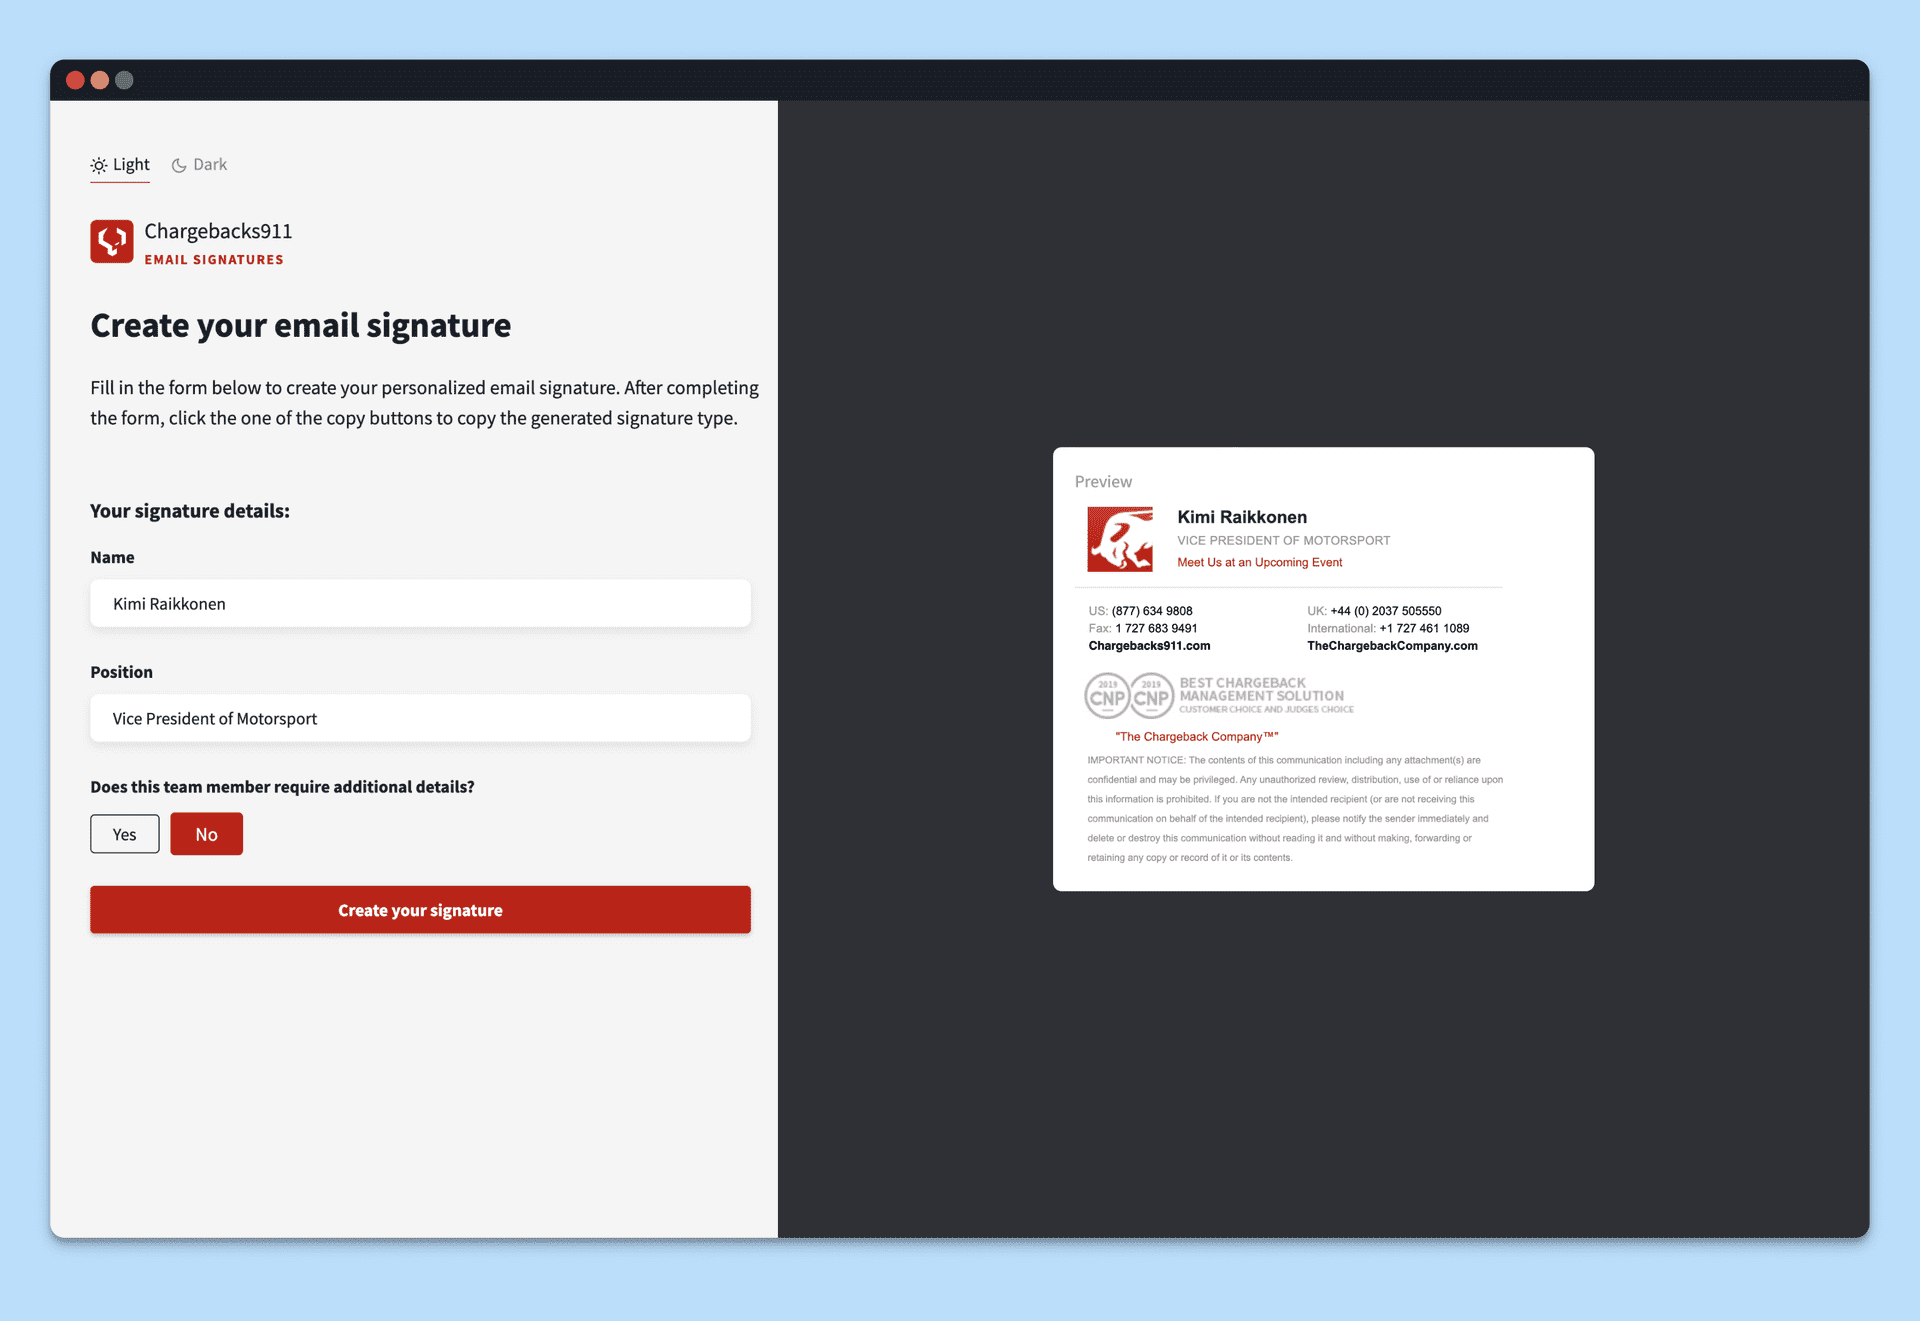 Light Dark
Chargebacks911
EMAIL SIGNATURES
Create your email signature
Fill in the form below to create your personalized email signature. After completing
the form, click the one of the copy buttons to copy the generated signature type.
Your signature details:
Name
Kimi Raikkonen
Position
Vice President of Motorsport
Does this team member require additional details?
Yes No
Create your signature
Preview
Kimi Raikkonen
VICE PRESIDENT OF MOTORSPORT
Meet Us at an Upcoming Event
US: (877) 634 9808
Fax: 1 727 683 9491
Chargebacks911.com
UK: +44 (0) 2037 505550
International: +1 727 461 1089
TheChargebackCompany.com
2019
CNP
2019
CNP
BEST CHARGEBACK
MANAGEMENT SOLUTION
CUSTOMER CHOICE AND JUDGES CHOICE
"The Chargeback Company™"
IMPORTANT NOTICE: The contents of this communication including any attachment(s) are
confidential and may be privileged. Any unauthorized review, distribution, use of or reliance upon
this information is prohibited. If you are not the intended recipient (or are not receiving this
communication on behalf of the intended recipient), please notify the sender immediately and
delete or destroy this communication without reading it and without making, forwarding or
retaining any copy or record of it or its contents.